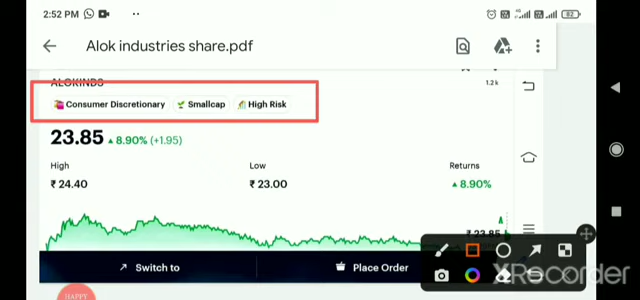 2:52 PM
82
Alok industries share.pdf
ALOKINDS
1.2k
Consumer Discretionary Smallcap High Risk
23.85 ▲ 8.90% (+1.95)
High Low Returns
₹ 24.40 ₹ 23.00 ▲ 8.90%
₹ 23.85
Switch to Place Order
XRecorder
HAPPY